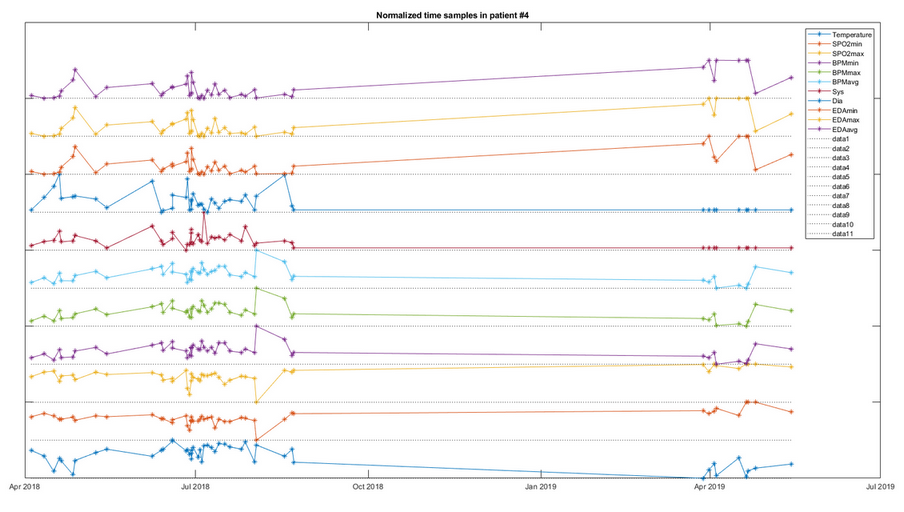 Normalized time samples in patient #4
Temperature
SPO2min
SPO2max
BPMmin
BPMmax
BPMavg
Sys
Dia
EDAmin
EDAmax
EDAavg
data1
data2
data3
data4
data5
data6
data7
data8
data9
data10
data11
Apr 2018
Jul 2018
Oct 2018
Jan 2019
Apr 2019
Jul 2019